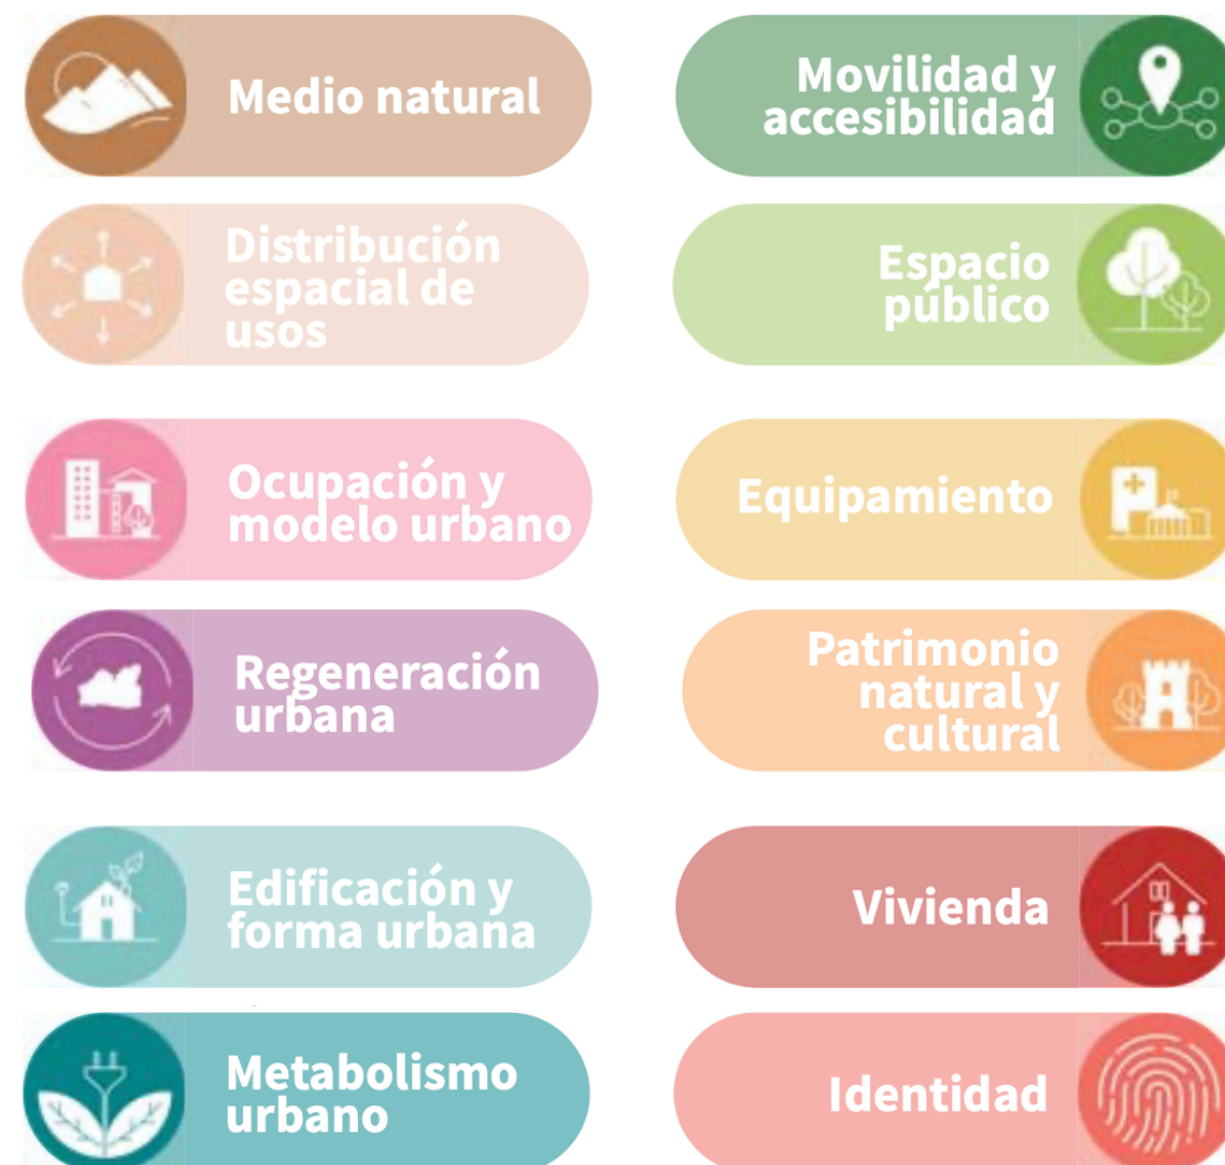 Medio natural
Movilidad y
accesibilidad
Distribución
espacial de
usos
Espacio
público
Ocupación y
modelo urbano
Equipamiento
Regeneración
urbana
Patrimonio
natural y
cultural
Edificación y
forma urbana
Vivienda
Metabolismo
urbano
Identidad